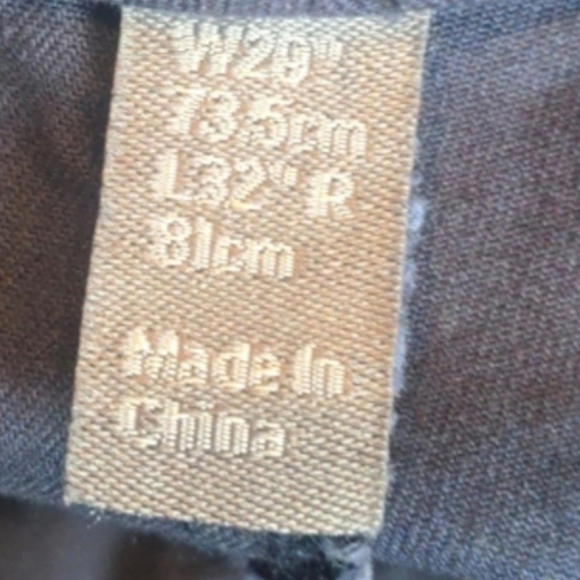 W29"
73.5cm
L32" R
81cm
Made In
China